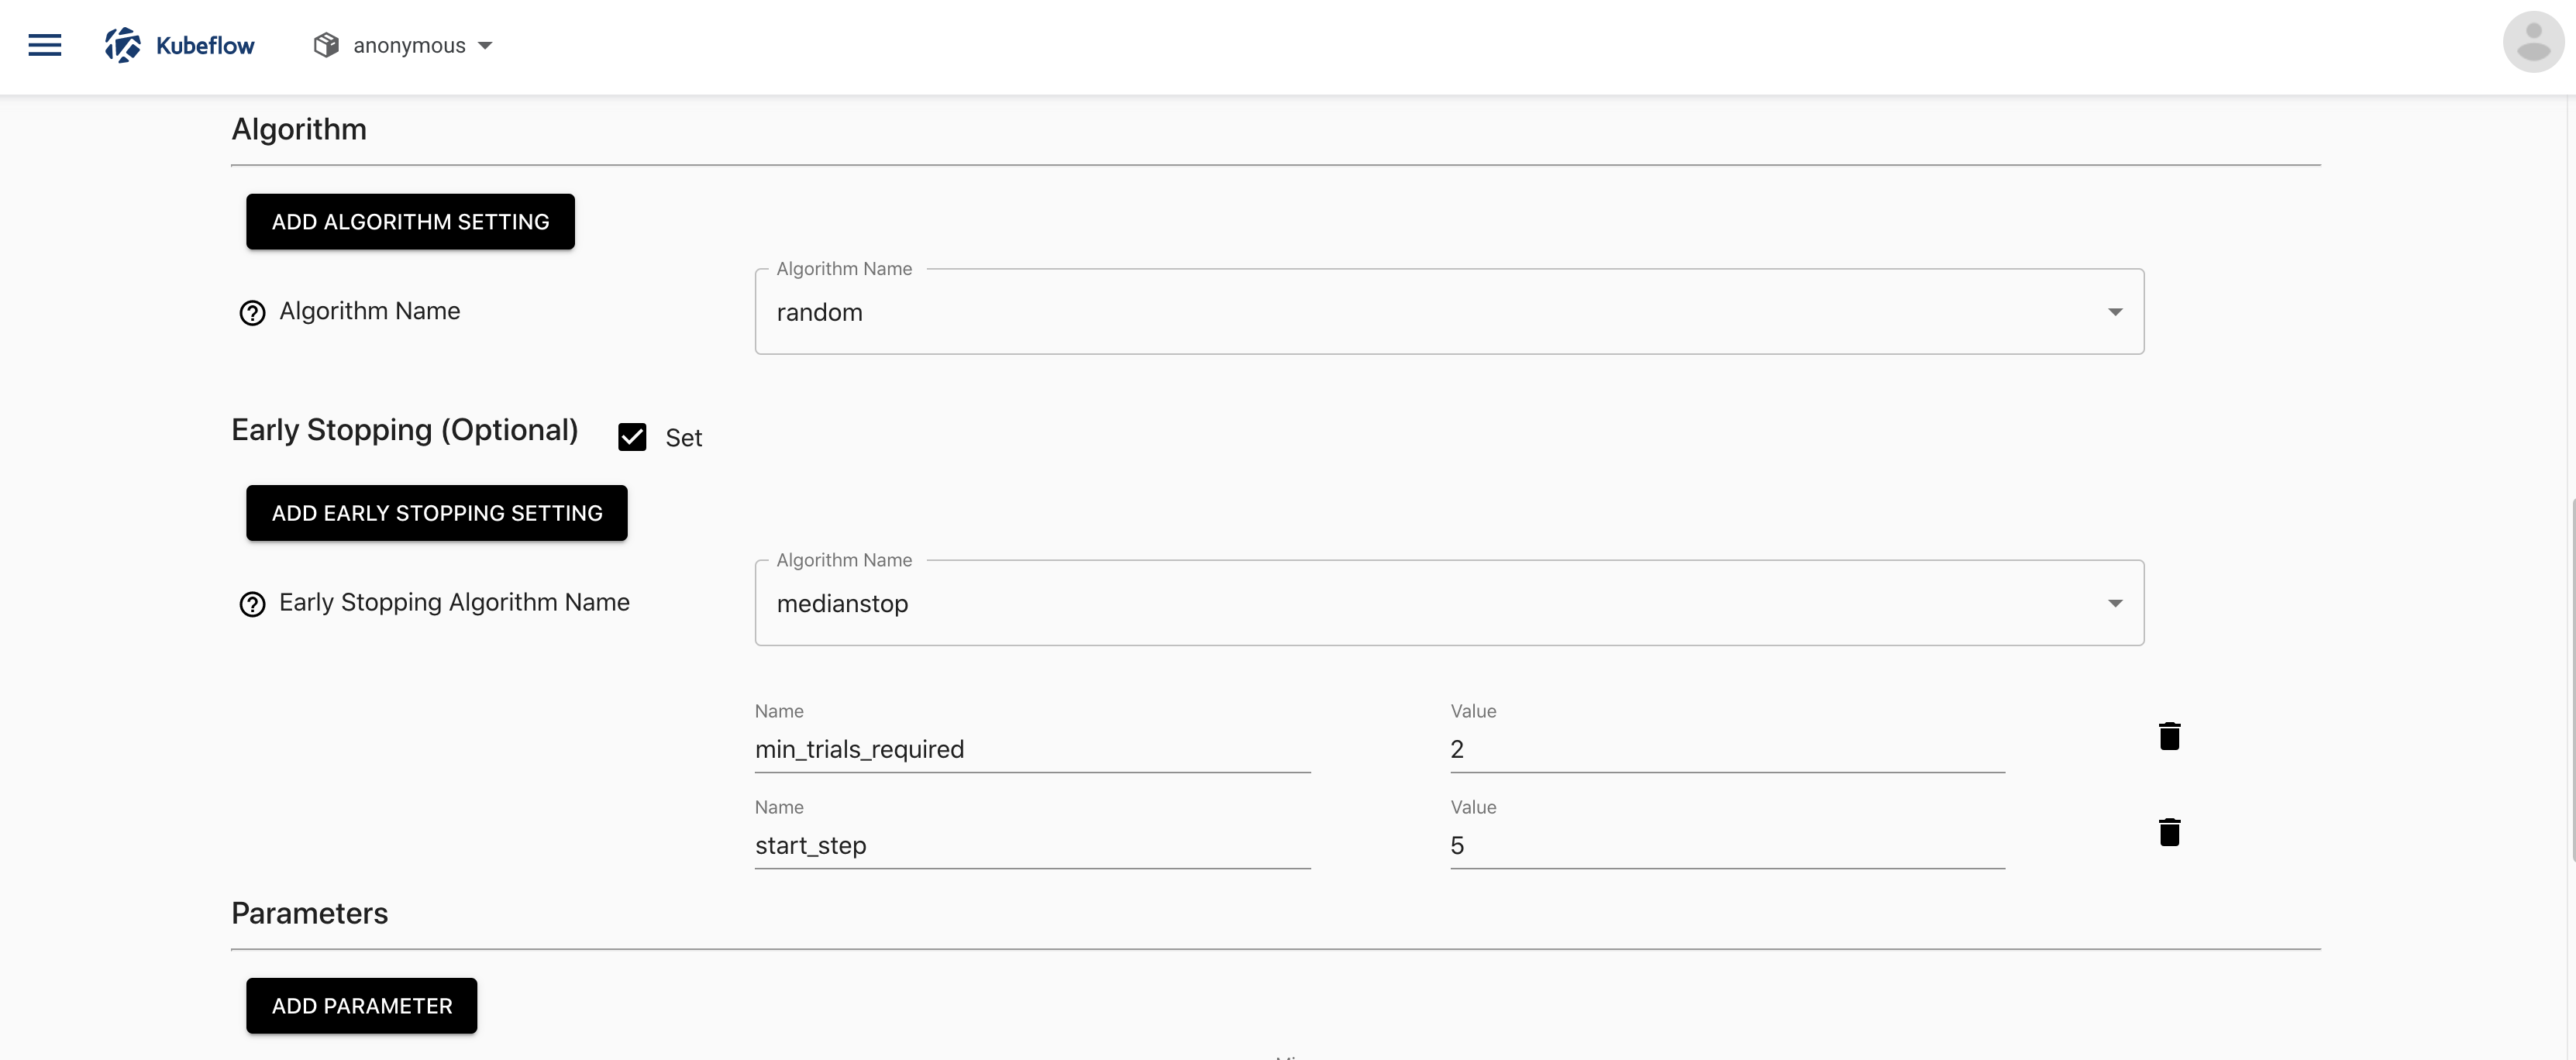 Kubeflow
anonymous
Algorithm
ADD ALGORITHM SETTING
Algorithm Name
Algorithm Name
random
Early Stopping (Optional)
Set
ADD EARLY STOPPING SETTING
Algorithm Name
Early Stopping Algorithm Name
medianstop
Name
Value
min_trials_required
2
Name
Value
start_step
5
Parameters
ADD PARAMETER